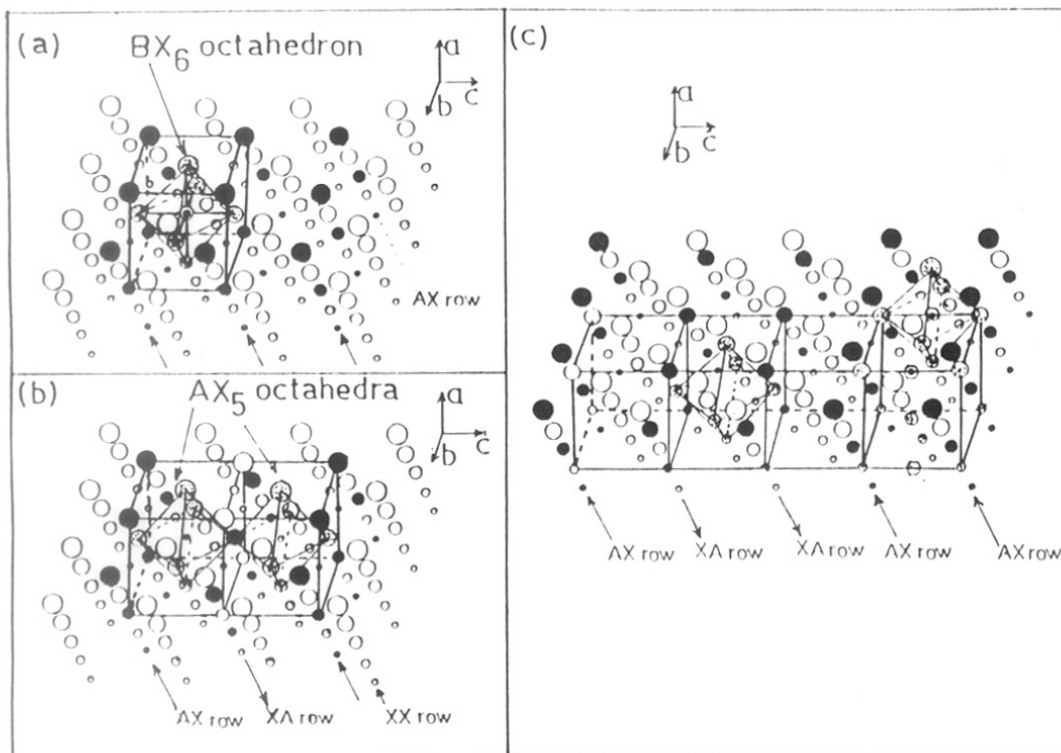 (a)
BX6 octahedron
a
b
c
AX row
(b)
AX5 octahedra
a
b
c
AX row
XA row
XX row
(c)
a
b
c
AX row
XA row
XA row
AX row
AX row